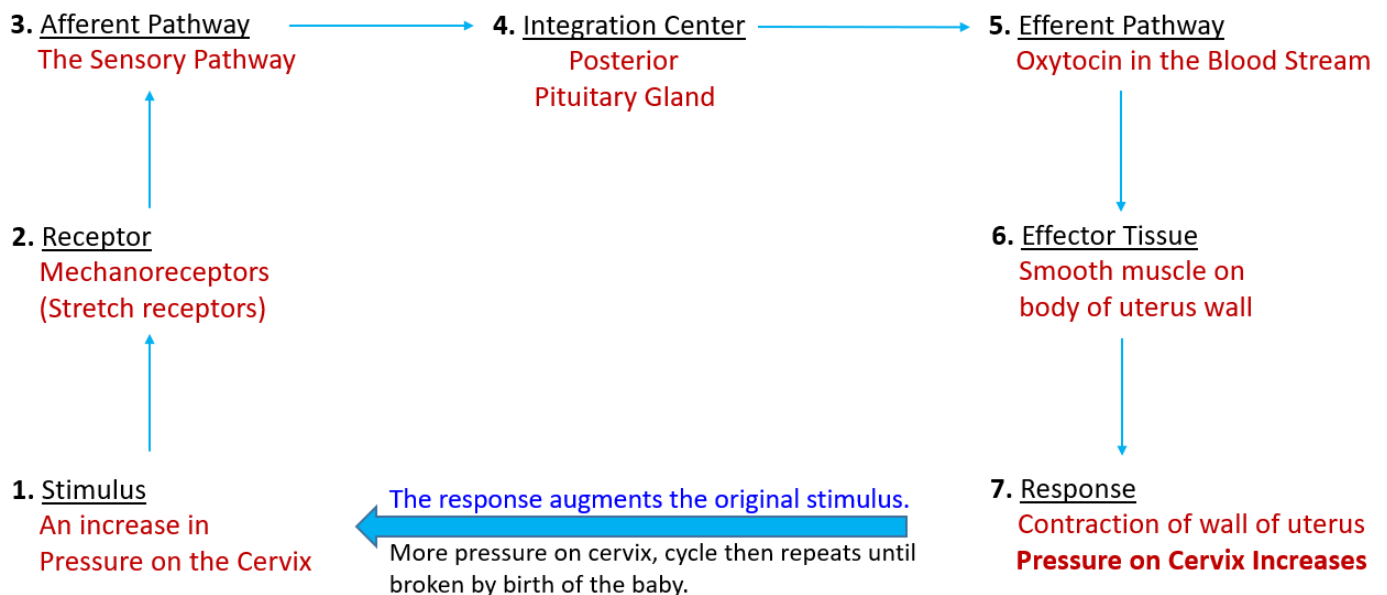 3. Afferent Pathway
The Sensory Pathway
4. Integration Center
Posterior
Pituitary Gland
5. Efferent Pathway
Oxytocin in the Blood Stream
2. Receptor
Mechanoreceptors
(Stretch receptors)
6. Effector Tissue
Smooth muscle on
body of uterus wall
1. Stimulus
An increase in
Pressure on the Cervix
The response augments the original stimulus.
More pressure on cervix, cycle then repeats until
broken by birth of the baby.
7. Response
Contraction of wall of uterus
Pressure on Cervix Increases